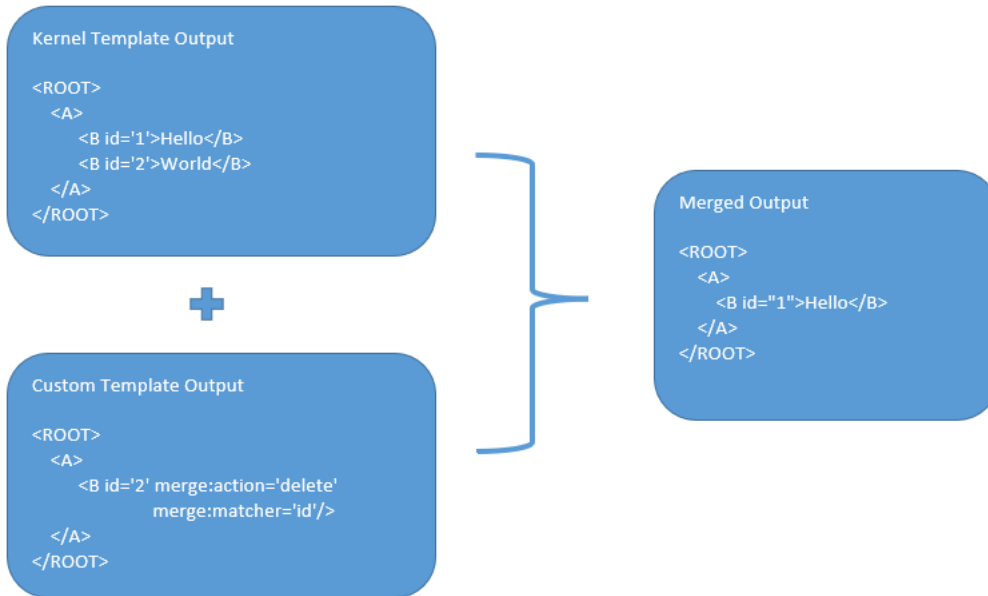 Kernel Template Output
<ROOT>
<A>
<B id='1'>Hello</B>
<B id='2'>World</B>
</A>
</ROOT>
Custom Template Output
<ROOT>
<A>
<B id='2' merge:action='delete'
merge:matcher='id'/>
</A>
</ROOT>
Merged Output
<ROOT>
<A>
<B id="1">Hello</B>
</A>
</ROOT>